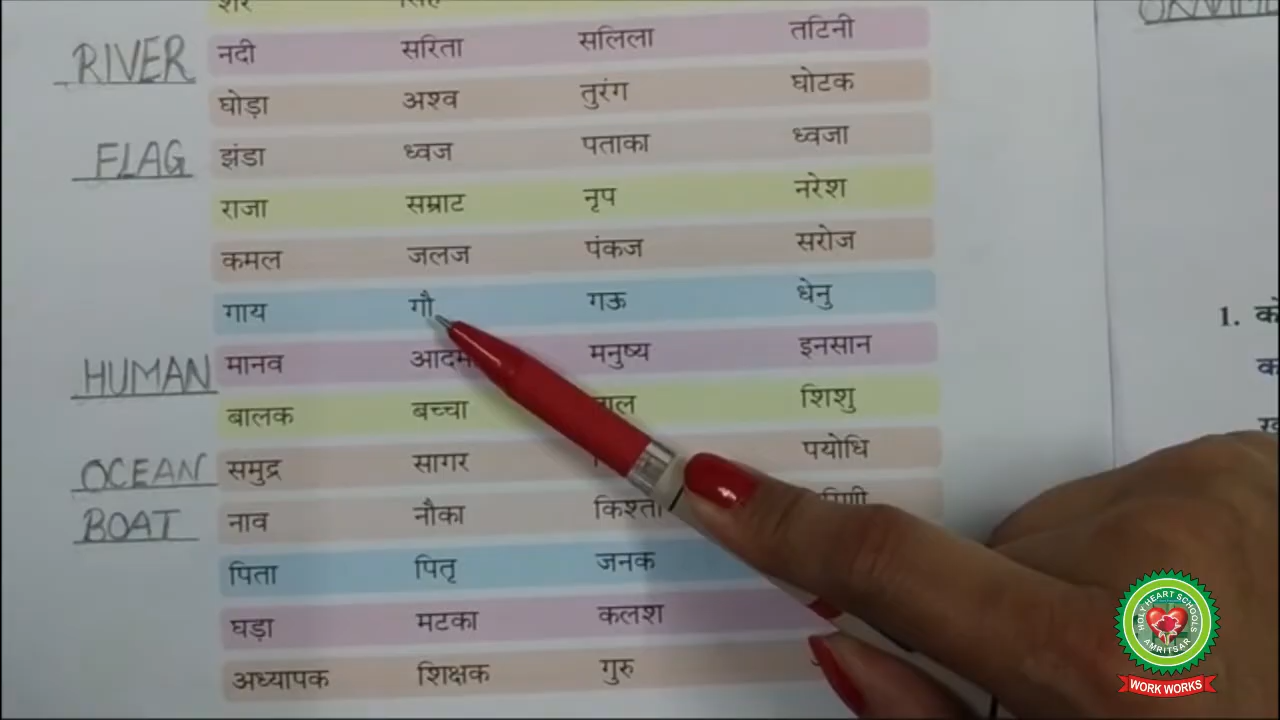 शेर सिंह
RIVER नदी सरिता सलिला तटिनी
घोड़ा अश्व तुरंग घोटक
FLAG झंडा ध्वज पताका ध्वजा
राजा सम्राट नृप नरेश
कमल जलज पंकज सरोज
गाय गौ गऊ धेनु
HUMAN मानव मनुष्य इनसान
बालक बच्चा शिशु
OCEAN समुद्र सागर पयोधि
BOAT नाव नौका
पिता पितृ जनक
घड़ा मटका कलश
अध्यापक शिक्षक गुरु
1.
HOLY HEART SCHOOLS
AMRITSAR
WORK WORKS